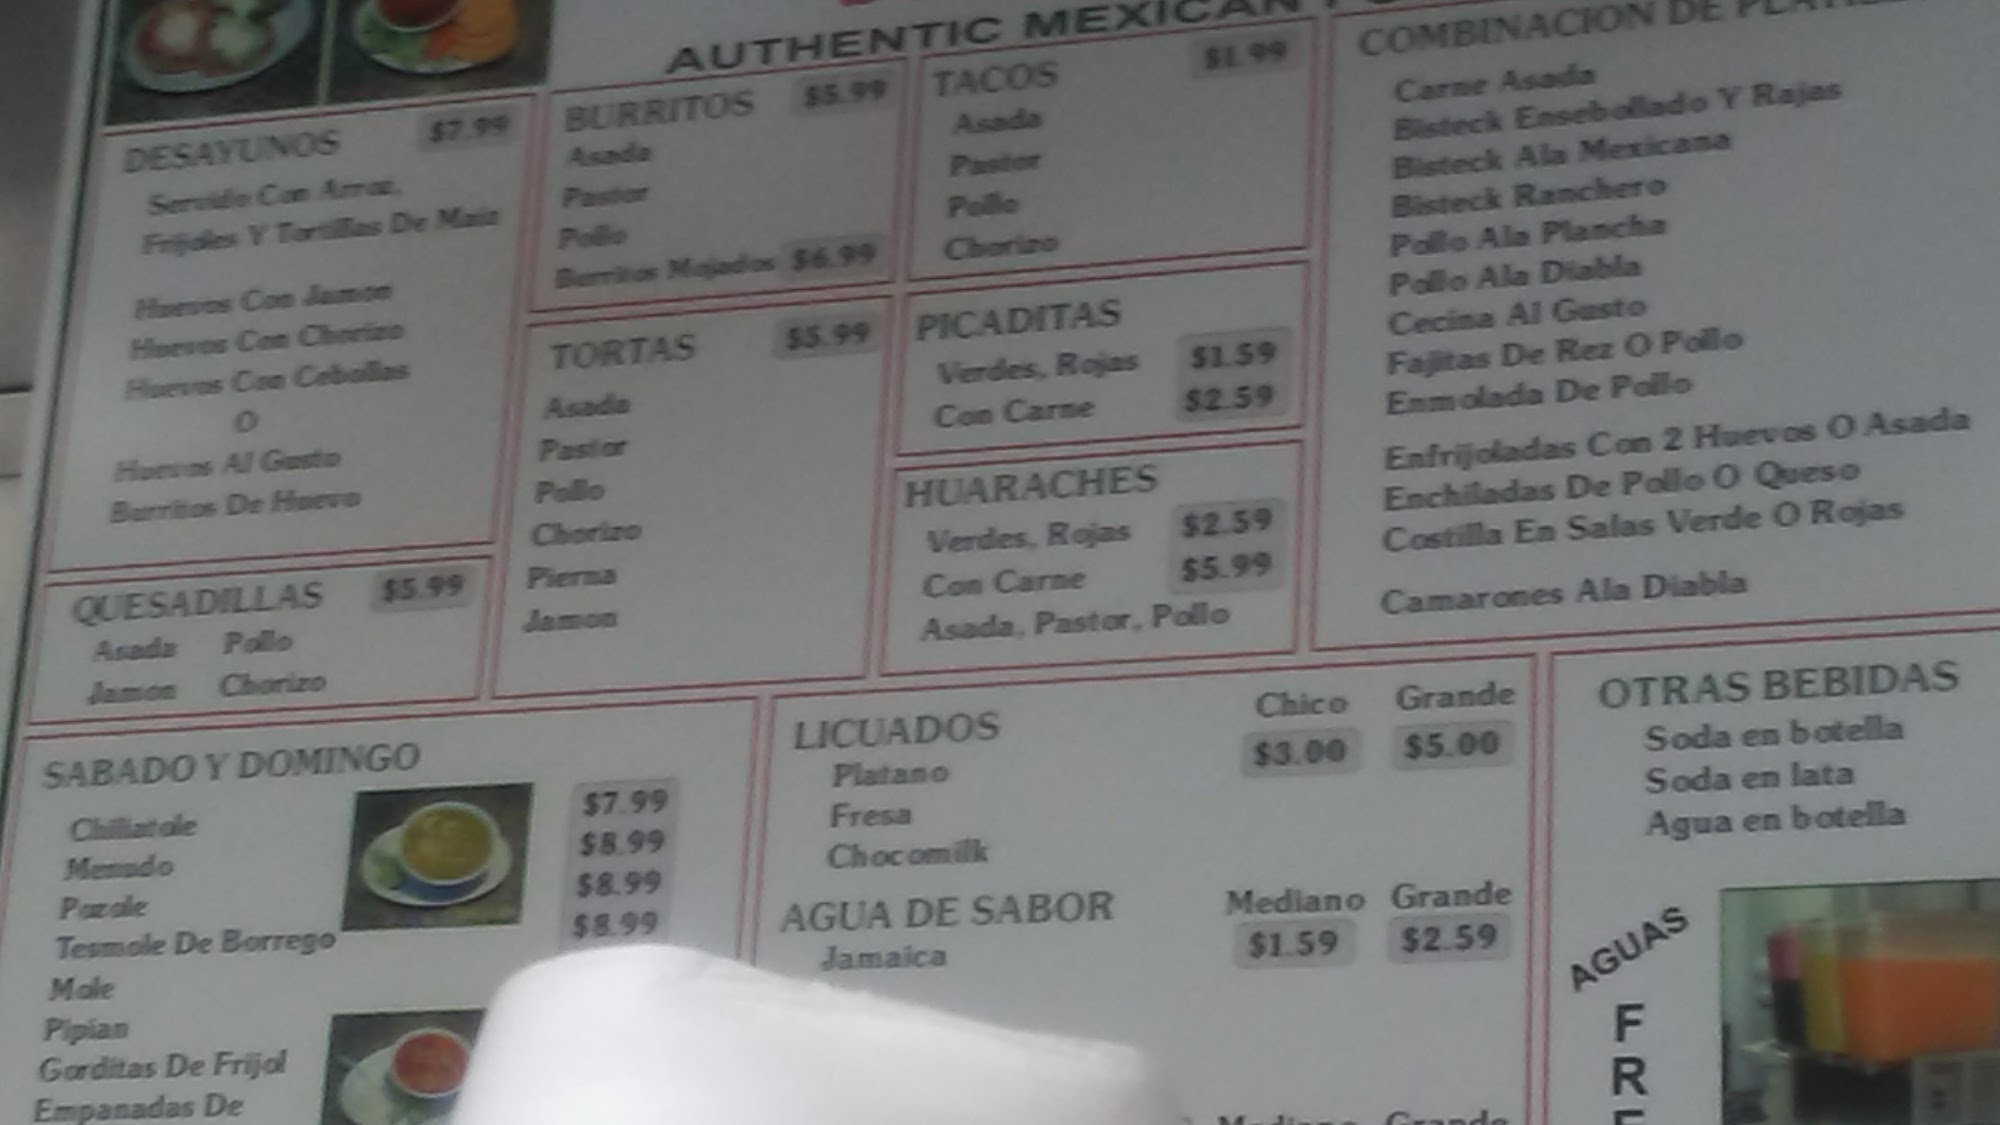 AUTHENTIC MEXICAN
DESAYUNOS $7.99
Servido Con Arroz,
Frijoles Y Tortillas De Maiz
Huevos Con Jamon
Huevos Con Chorizo
Huevos Con Cebollas
O
Huevos Al Gusto
Burritos De Huevo
QUESADILLAS $5.99
Asada Pollo
Jamon Chorizo
BURRITOS $5.99
Asada
Pastor
Pollo
Burritos Mojados $6.99
TORTAS $5.99
Asada
Pastor
Pollo
Chorizo
Pierna
Jamon
TACOS $1.99
Asada
Pastor
Pollo
Chorizo
PICADITAS
Verdes, Rojas $1.59
Con Carne $2.59
HUARACHES
Verdes, Rojas $2.59
Con Carne $5.99
Asada, Pastor, Pollo
COMBINACION DE
Carne Asada
Bisteck Ensebollado Y Rajas
Bisteck Ala Mexicana
Bisteck Ranchero
Pollo Ala Plancha
Pollo Ala Diabla
Cecina Al Gusto
Fajitas De Rez O Pollo
Enmolada De Pollo
Enfrijoladas Con 2 Huevos O Asada
Enchiladas De Pollo O Queso
Costilla En Salas Verde O Rojas
Camarones Ala Diabla
SABADO Y DOMINGO
Chiliatole $7.99
Menudo $8.99
Pozole $8.99
Tesmole De Borrego $8.99
Mole
Pipian
Gorditas De Frijol
Empanadas De
LICUADOS Chico Grande
$3.00 $5.00
Platano
Fresa
Chocomilk
AGUA DE SABOR Mediano Grande
Jamaica $1.59 $2.59
Mediano Grande
OTRAS BEBIDAS
Soda en botella
Soda en lata
Agua en botella
AGUAS
F
R